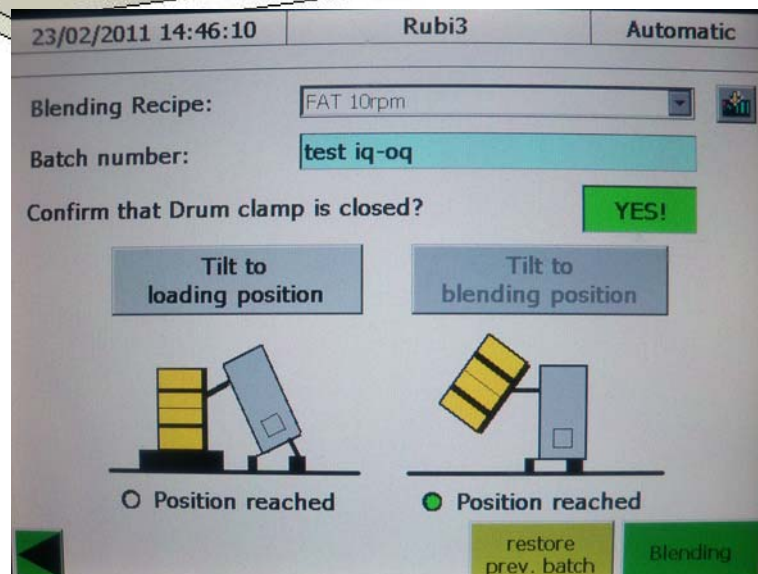 23/02/2011 14:46:10 Rubi3 Automatic
Blending Recipe: FAT 10rpm
Batch number: test iq-oq
Confirm that Drum clamp is closed? YES!
Tilt to
loading position
Tilt to
blending position
Position reached
Position reached
restore
prev. batch
Blending